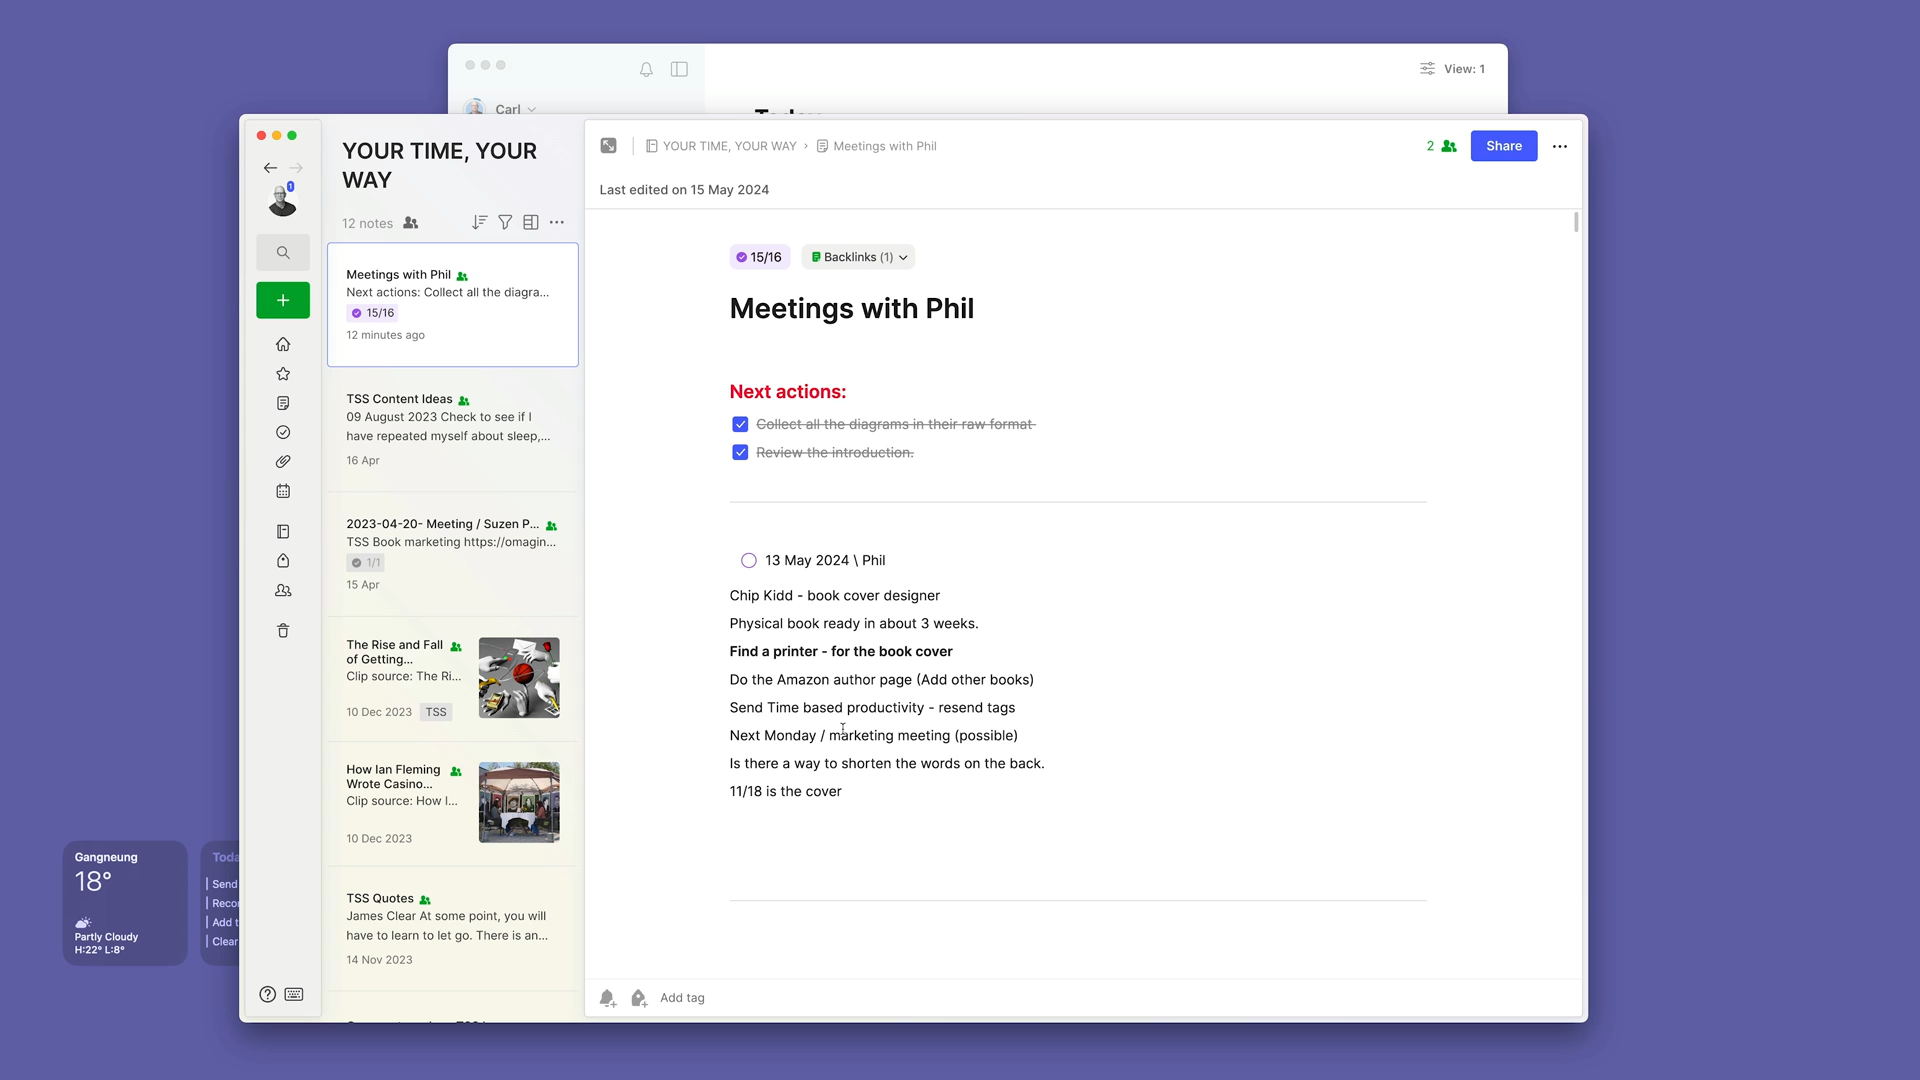 View: 1
Carl
YOUR TIME, YOUR
WAY
12 notes
1
Meetings with Phil
Next actions: Collect all the diagra...
15/16
12 minutes ago
TSS Content Ideas
09 August 2023 Check to see if I
have repeated myself about sleep,...
16 Apr
2023-04-20- Meeting / Suzen P...
TSS Book marketing https://omagin...
1/1
15 Apr
The Rise and Fall
of Getting...
Clip source: The Ri...
10 Dec 2023 TSS
How Ian Fleming
Wrote Casino...
Clip source: How I...
10 Dec 2023
TSS Quotes
James Clear At some point, you will
have to learn to let go. There is an...
14 Nov 2023
YOUR TIME, YOUR WAY › Meetings with Phil
2
Share
Last edited on 15 May 2024
15/16
Backlinks (1)
Meetings with Phil
Next actions:
Collect all the diagrams in their raw format
Review the introduction.
13 May 2024 \ Phil
Chip Kidd - book cover designer
Physical book ready in about 3 weeks.
Find a printer - for the book cover
Do the Amazon author page (Add other books)
Send Time based productivity - resend tags
Next Monday / marketing meeting (possible)
Is there a way to shorten the words on the back.
11/18 is the cover
Add tag
Gangneung
18°
Partly Cloudy
H:22° L:8°
Toda
Send
Recor
Add t
Clear